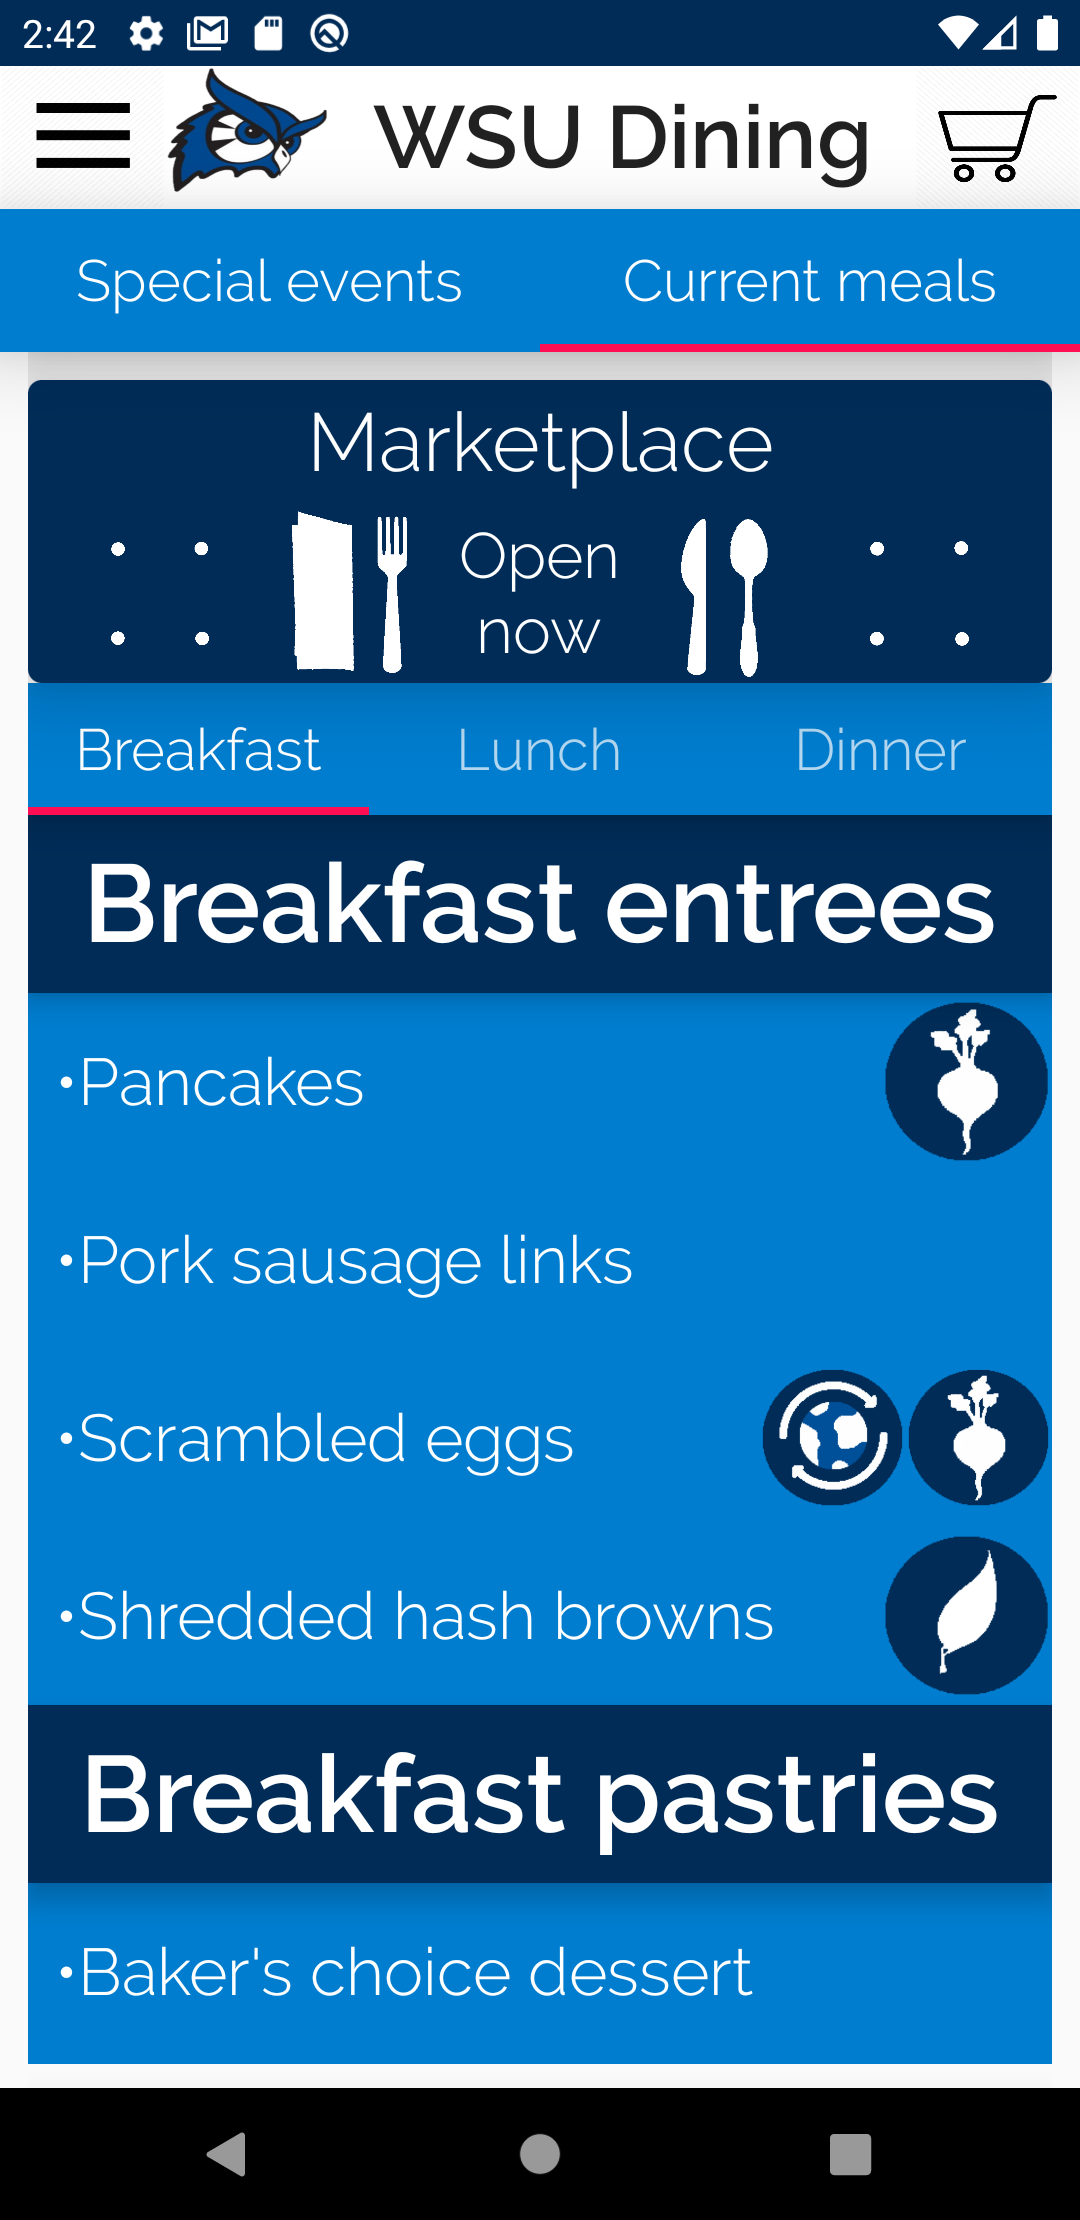 2:42
WSU Dining
Special events
Current meals
Marketplace
Open
now
Breakfast
Lunch
Dinner
Breakfast entrees
•Pancakes
•Pork sausage links
•Scrambled eggs
•Shredded hash browns
Breakfast pastries
•Baker's choice dessert